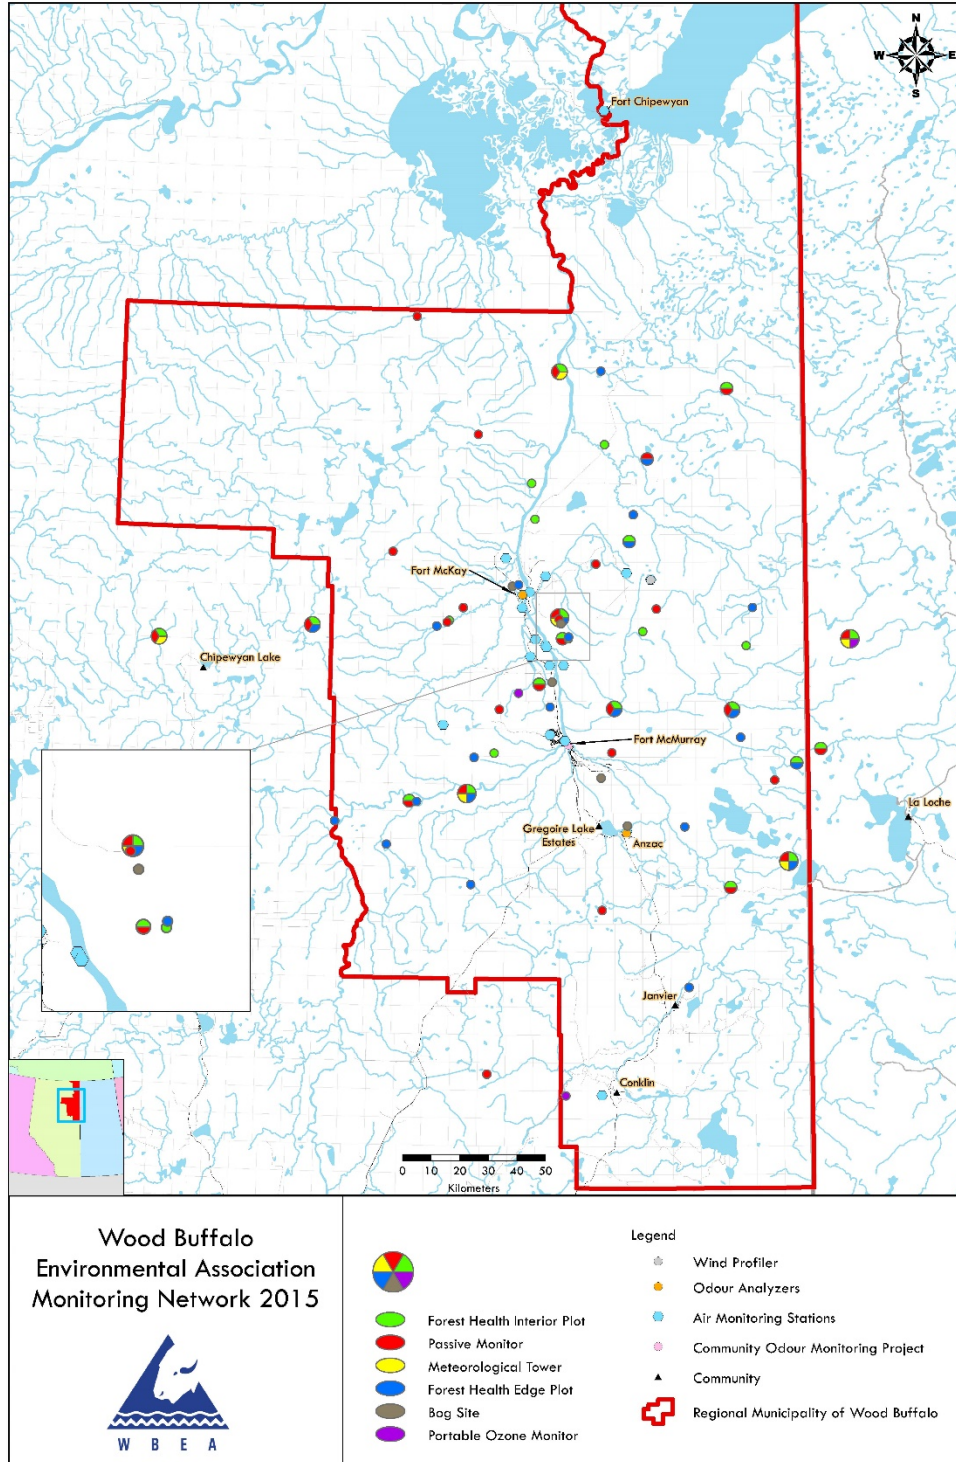 N
W E
S
Fort Chipewyan
Fort McKay
Chipewyan Lake
Fort McMurray
La Loche
Gregoire Lake
Estates
Anzac
Janvier
Conklin
0 10 20 30 40 50
Kilometers
Wood Buffalo
Environmental Association
Monitoring Network 2015
W B E A
Forest Health Interior Plot
Passive Monitor
Meteorological Tower
Forest Health Edge Plot
Bog Site
Portable Ozone Monitor
Legend
Wind Profiler
Odour Analyzers
Air Monitoring Stations
Community Odour Monitoring Project
Community
Regional Municipality of Wood Buffalo